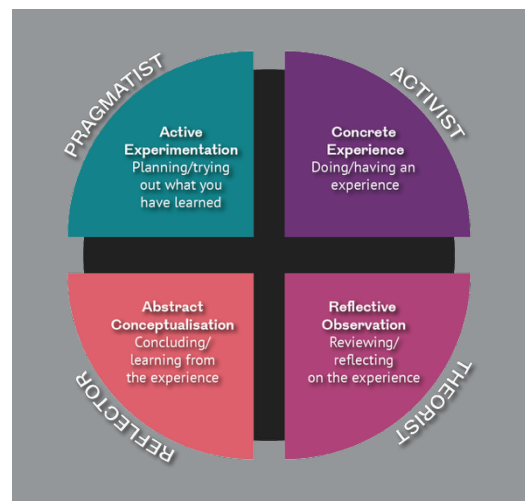 PRAGMATIST
Active
Experimentation
Planning/trying
out what you
have learned
ACTIVIST
Concrete
Experience
Doing/having an
experience
REFLECTOR
Abstract
Conceptualisation
Concluding/
learning from
the experience
THEORIST
Reflective
Observation
Reviewing/
reflecting
on the experience